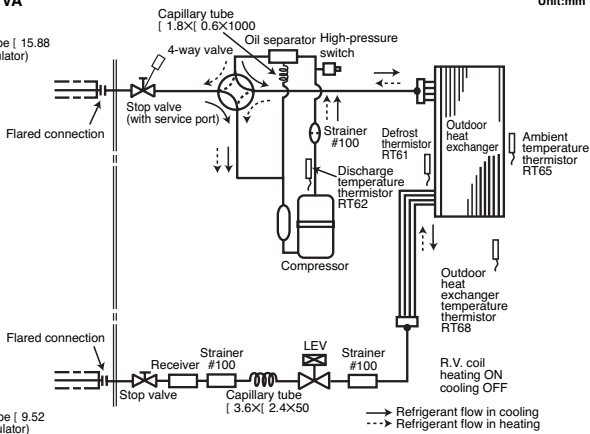 VA
Unit:mm
Capillary tube
[ 1.8×[ 0.6×1000
be [ 15.88
ulator)
4-way valve
Oil separator
High-pressure
switch
Stop valve
(with service port)
Flared connection
Strainer
#100
Defrost
thermistor
RT61
Outdoor
heat
exchanger
Ambient
temperature
thermistor
RT65
Discharge
temperature
thermistor
RT62
Compressor
Outdoor
heat
exchanger
temperature
thermistor
RT68
Flared connection
Receiver
Strainer
#100
LEV
Strainer
#100
R.V. coil
heating ON
cooling OFF
Stop valve
Capillary tube
[ 3.6×[ 2.4×50
be [ 9.52
ulator)
Refrigerant flow in cooling
Refrigerant flow in heating